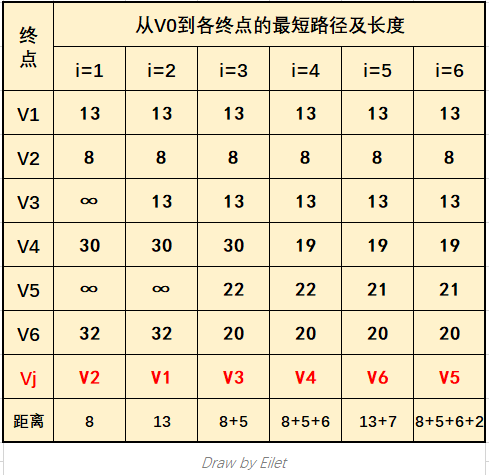 终点 从V0到各终点的最短路径及长度
i=1 i=2 i=3 i=4 i=5 i=6
V1 13 13 13 13 13 13
V2 8 8 8 8 8 8
V3 ∞ 13 13 13 13 13
V4 30 30 30 19 19 19
V5 ∞ ∞ 22 22 21 21
V6 32 32 20 20 20 20
Vj V2 V1 V3 V4 V6 V5
距离 8 13 8+5 8+5+6 13+7 8+5+6+2
Draw by Eilet